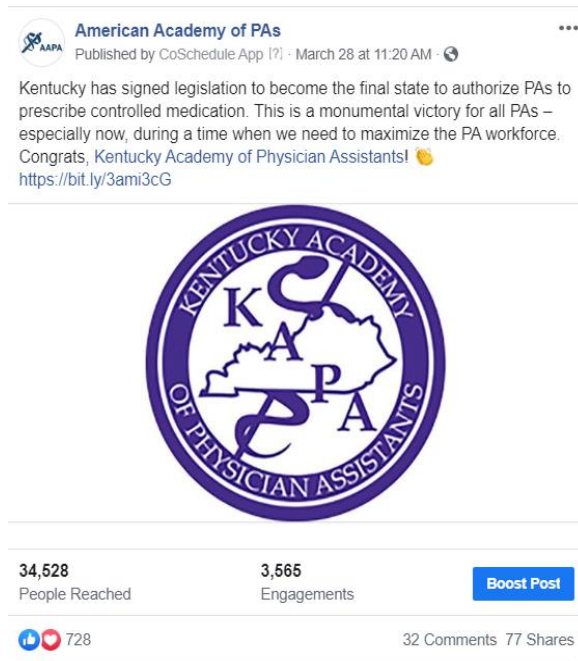 American Academy of PAs
AAPA
Published by CoSchedule App [?] · March 28 at 11:20 AM ·
Kentucky has signed legislation to become the final state to authorize PAs to
prescribe controlled medication. This is a monumental victory for all PAs –
especially now, during a time when we need to maximize the PA workforce.
Congrats, Kentucky Academy of Physician Assistants! 👏
https://bit.ly/3ami3cG
KENTUCKY ACADEMY
KAPA
OF PHYSICIAN ASSISTANTS
34,528 3,565
People Reached Engagements
Boost Post
728 32 Comments 77 Shares